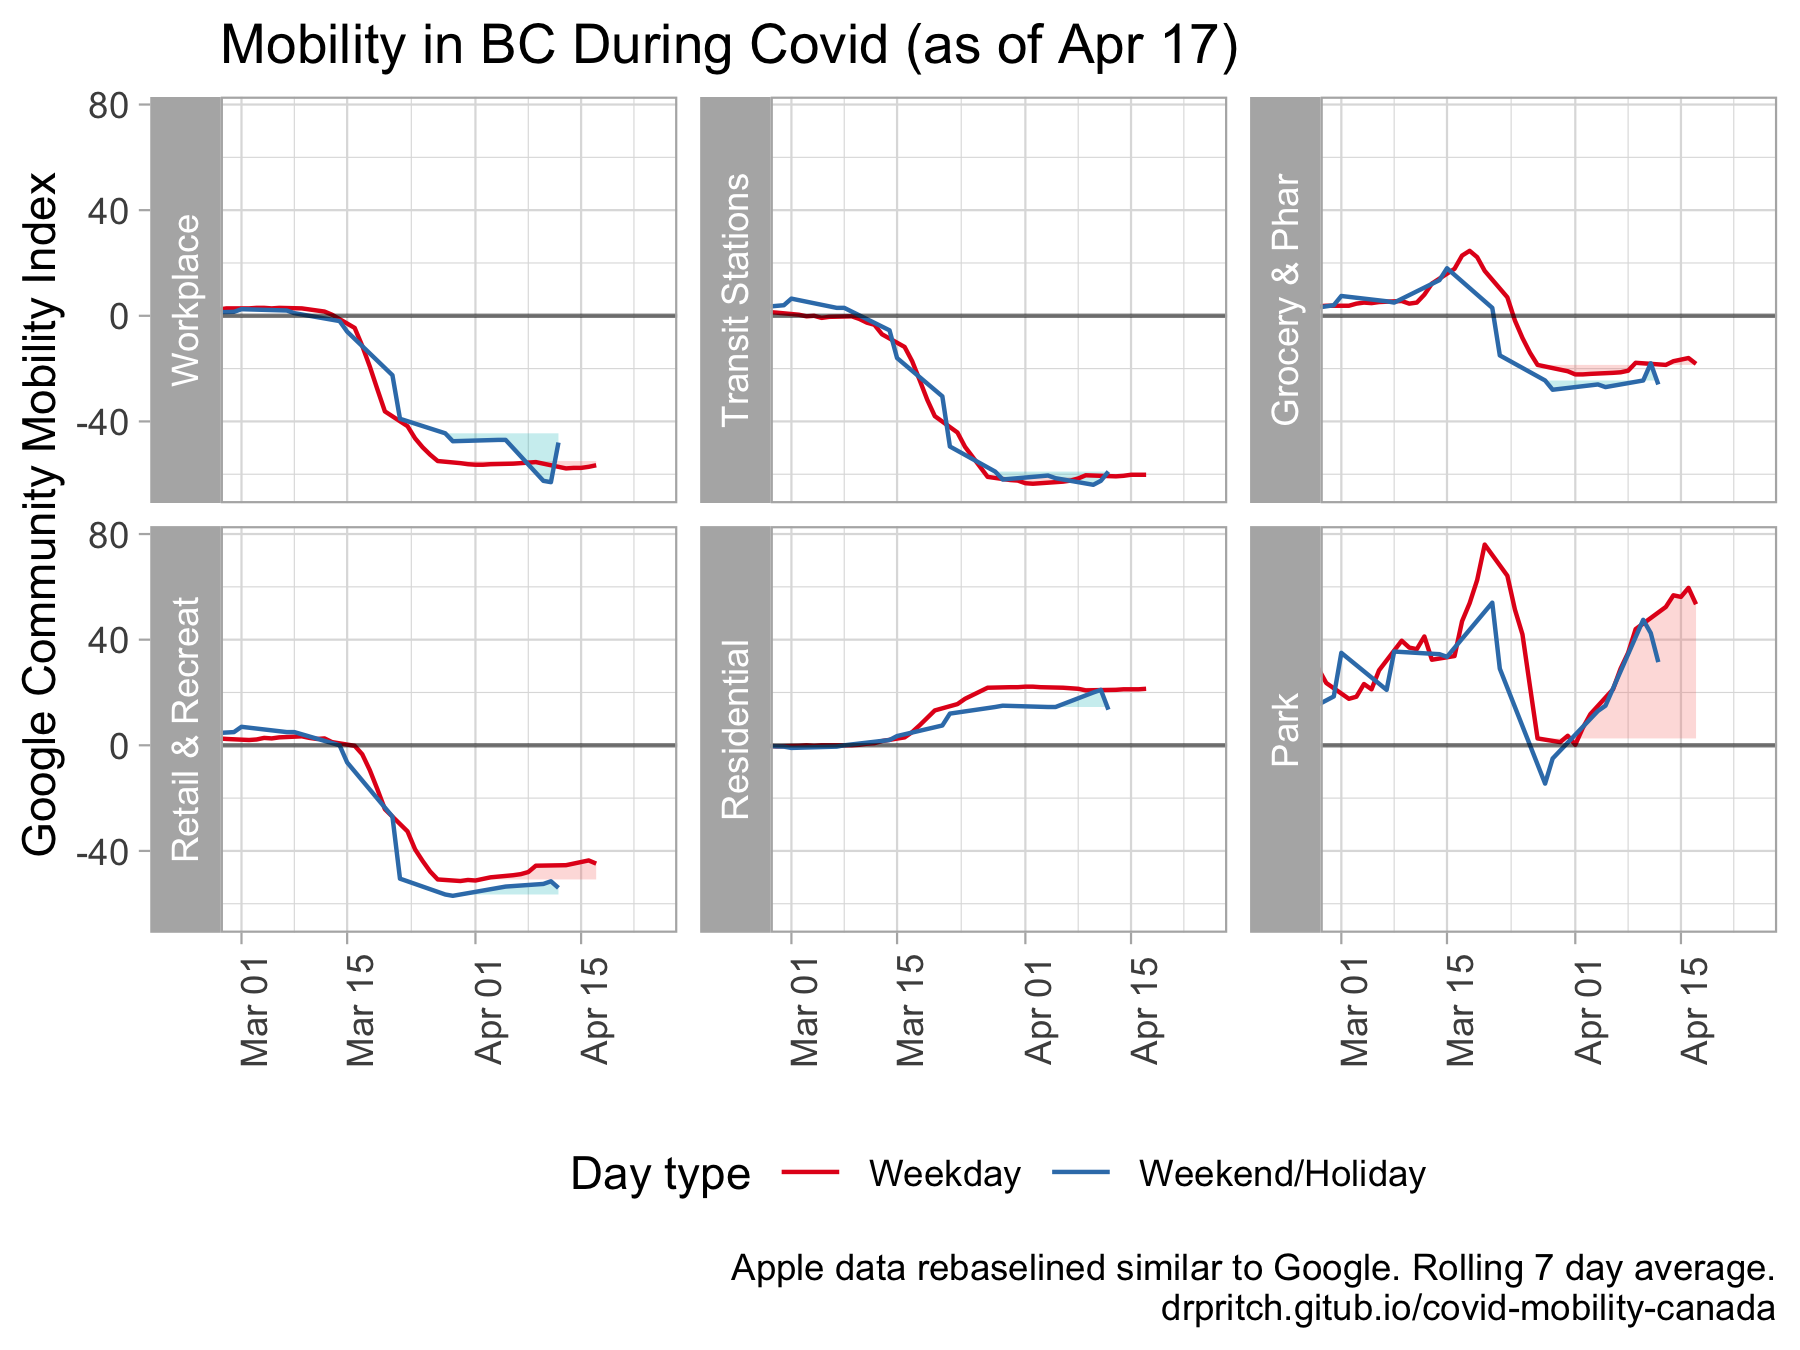 Mobility in BC During Covid (as of Apr 17)
Google Community Mobility Index
80
40
0
-40
Workplace
Transit Stations
Grocery & Phar
80
40
0
-40
Retail & Recreat
Residential
Park
Mar 01
Mar 15
Apr 01
Apr 15
Mar 01
Mar 15
Apr 01
Apr 15
Mar 01
Mar 15
Apr 01
Apr 15
Day type Weekday Weekend/Holiday
Apple data rebaselined similar to Google. Rolling 7 day average.
drpritch.gitub.io/covid-mobility-canada